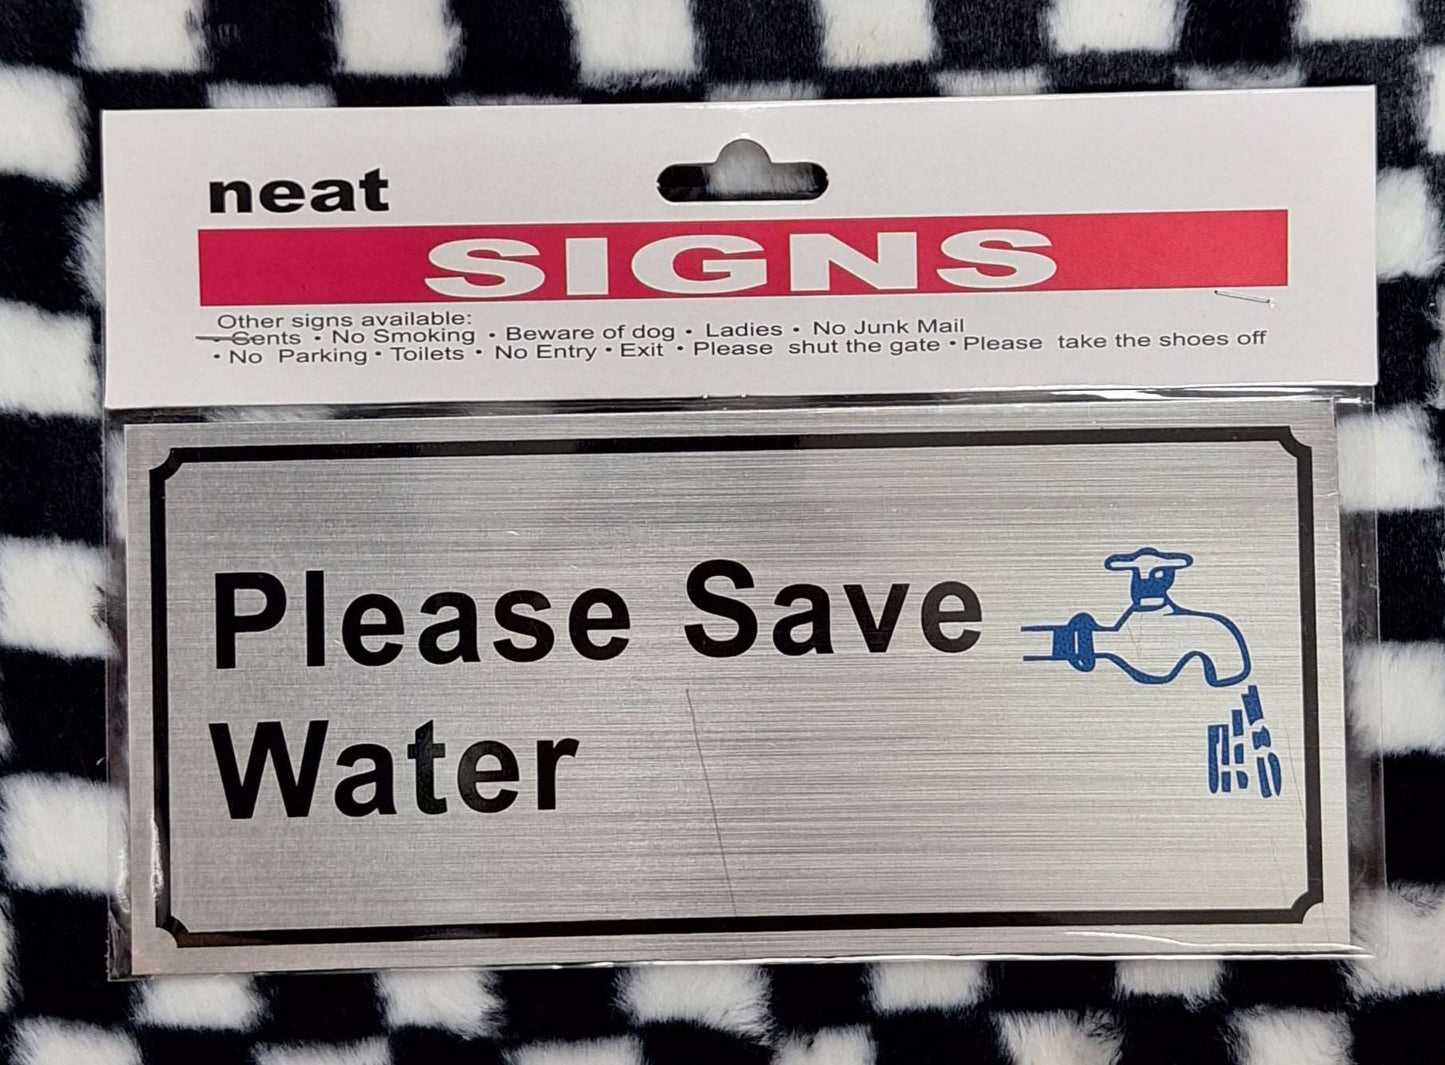 neat
SIGNS
Other signs available:
• Gents • No Smoking • Beware of dog • Ladies • No Junk Mail
• No Parking • Toilets • No Entry • Exit • Please shut the gate • Please take the shoes off
Please Save
Water